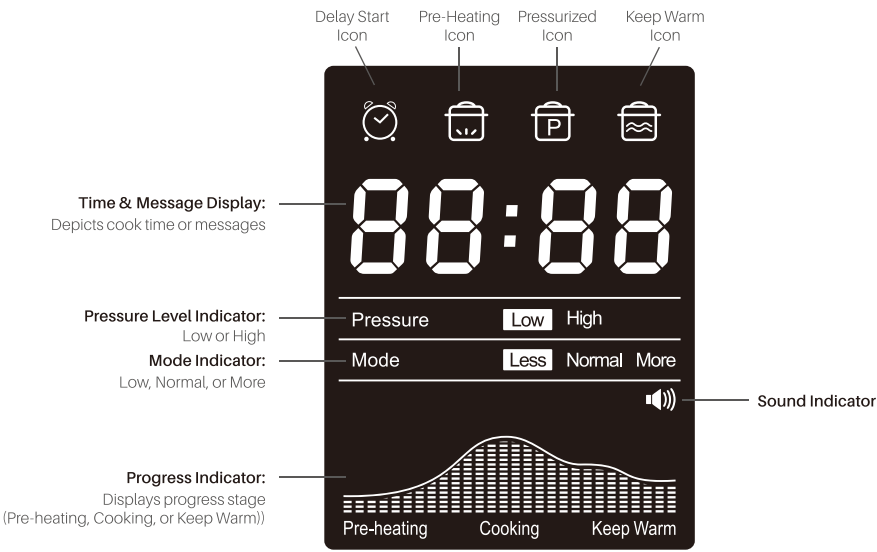 Delay Start
Icon
Pre-Heating
Icon
Pressurized
Icon
Keep Warm
Icon
P
88:88
Time & Message Display:
Depicts cook time or messages
Pressure Level Indicator:
Low or High
Pressure Low High
Mode Indicator:
Low, Normal, or More
Mode Less Normal More
Sound Indicator
Progress Indicator:
Displays progress stage
(Pre-heating, Cooking, or Keep Warm))
Pre-heating Cooking Keep Warm